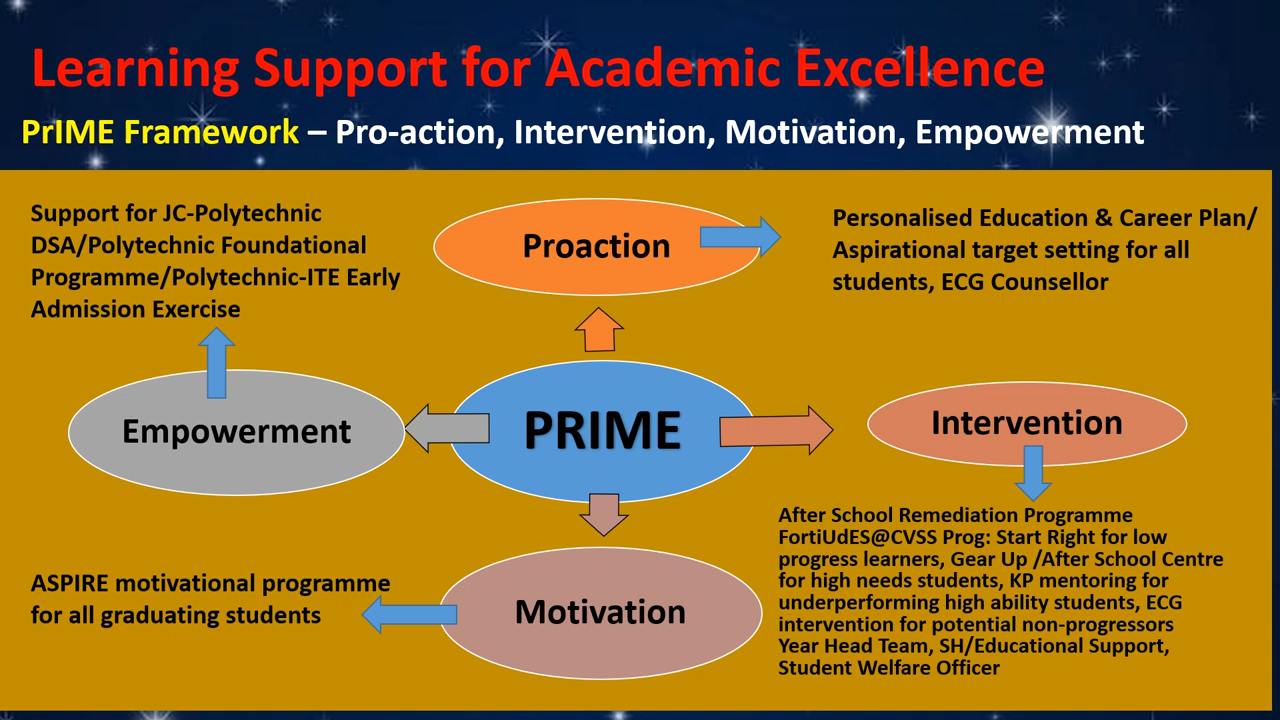 Learning Support for Academic Excellence
PrIME Framework – Pro-action, Intervention, Motivation, Empowerment
Support for JC-Polytechnic
DSA/Polytechnic Foundational
Programme/Polytechnic-ITE Early
Admission Exercise
Proaction
Personalised Education & Career Plan/
Aspirational target setting for all
students, ECG Counsellor
Empowerment
PRIME
Intervention
After School Remediation Programme
FortiUdES@CVSS Prog: Start Right for low
progress learners, Gear Up /After School Centre
for high needs students, KP mentoring for
underperforming high ability students, ECG
intervention for potential non-progressors
Year Head Team, SH/Educational Support,
Student Welfare Officer
ASPIRE motivational programme
for all graduating students
Motivation